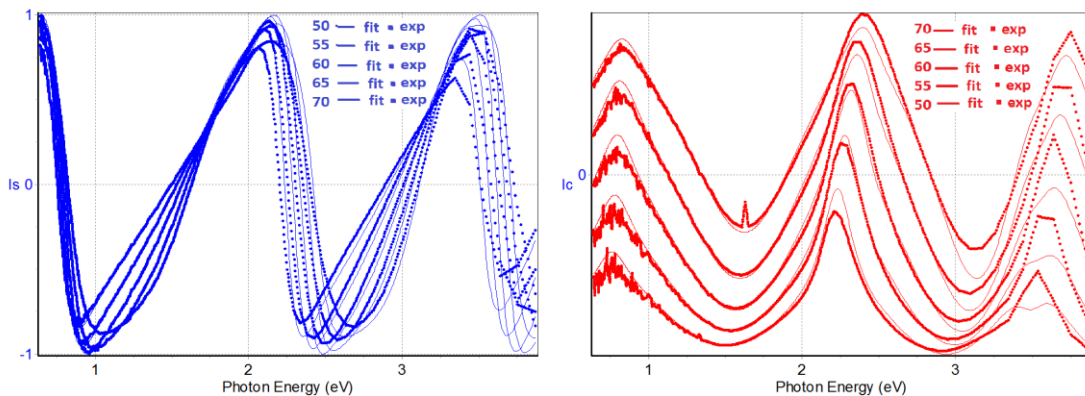 1
50 fit exp
55 fit exp
60 fit exp
65 fit exp
70 fit exp
Is 0
-1
1 2 3
Photon Energy (eV)
70 fit exp
65 fit exp
60 fit exp
55 fit exp
50 fit exp
Ic 0
1 2 3
Photon Energy (eV)